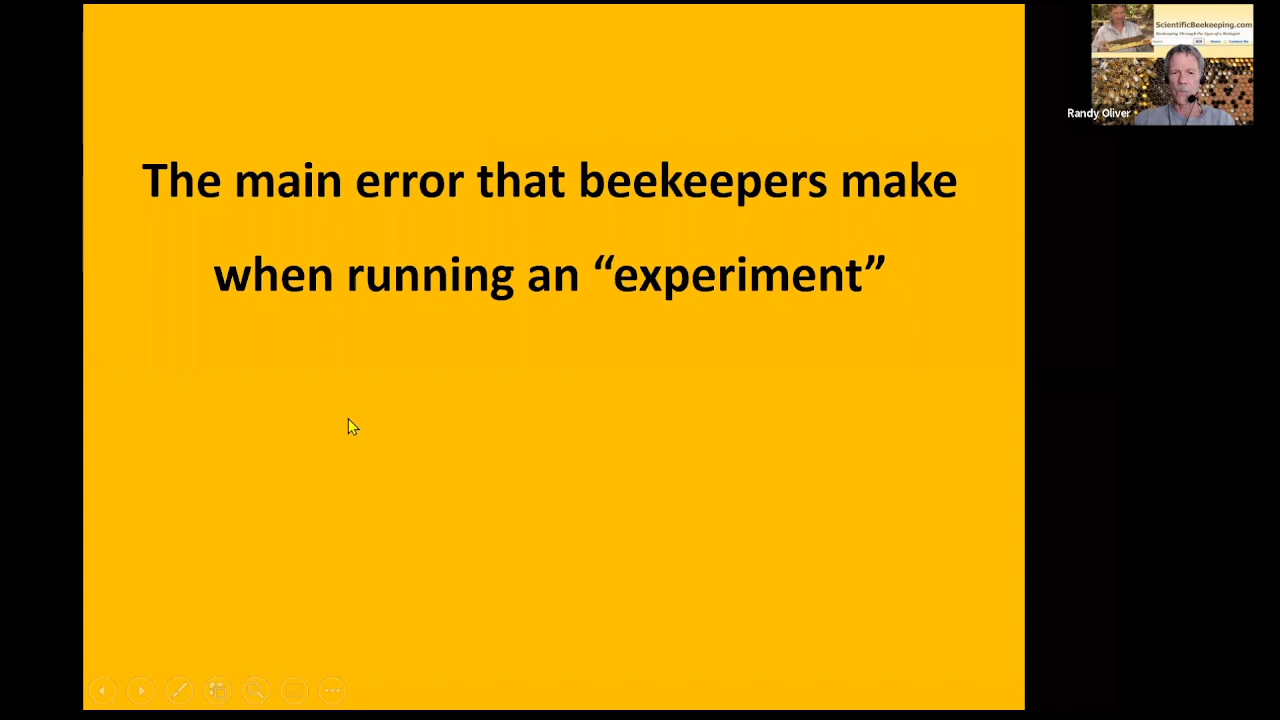 The main error that beekeepers make
when running an “experiment”
ScientificBeekeeping.com
Randy Oliver